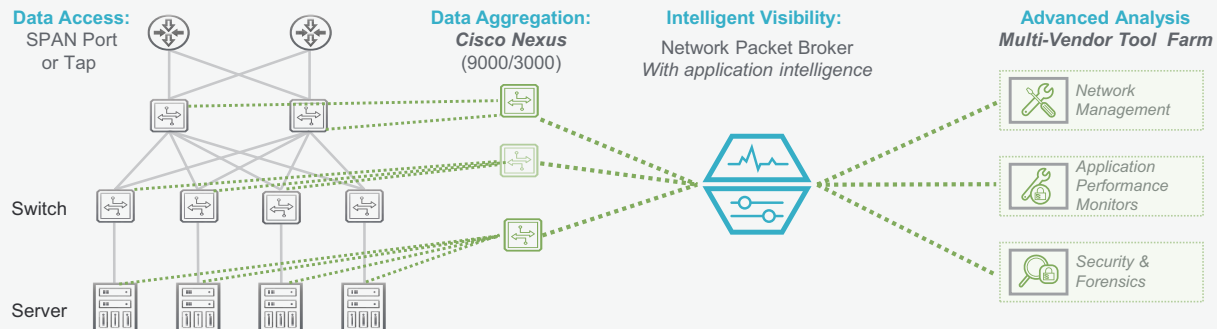 Data Access:
SPAN Port
or Tap
Data Aggregation:
Cisco Nexus
(9000/3000)
Intelligent Visibility:
Network Packet Broker
With application intelligence
Advanced Analysis
Multi-Vendor Tool Farm
Network
Management
Application
Performance
Monitors
Security &
Forensics
Switch
Server